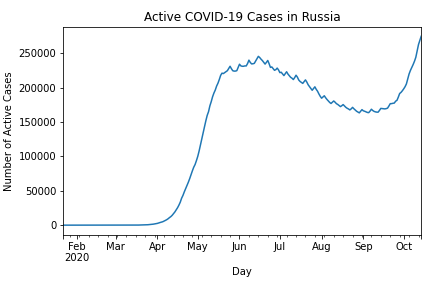 Active COVID-19 Cases in Russia
Number of Active Cases
250000
200000
150000
100000
50000
0
Feb Mar Apr May Jun Jul Aug Sep Oct
2020
Day